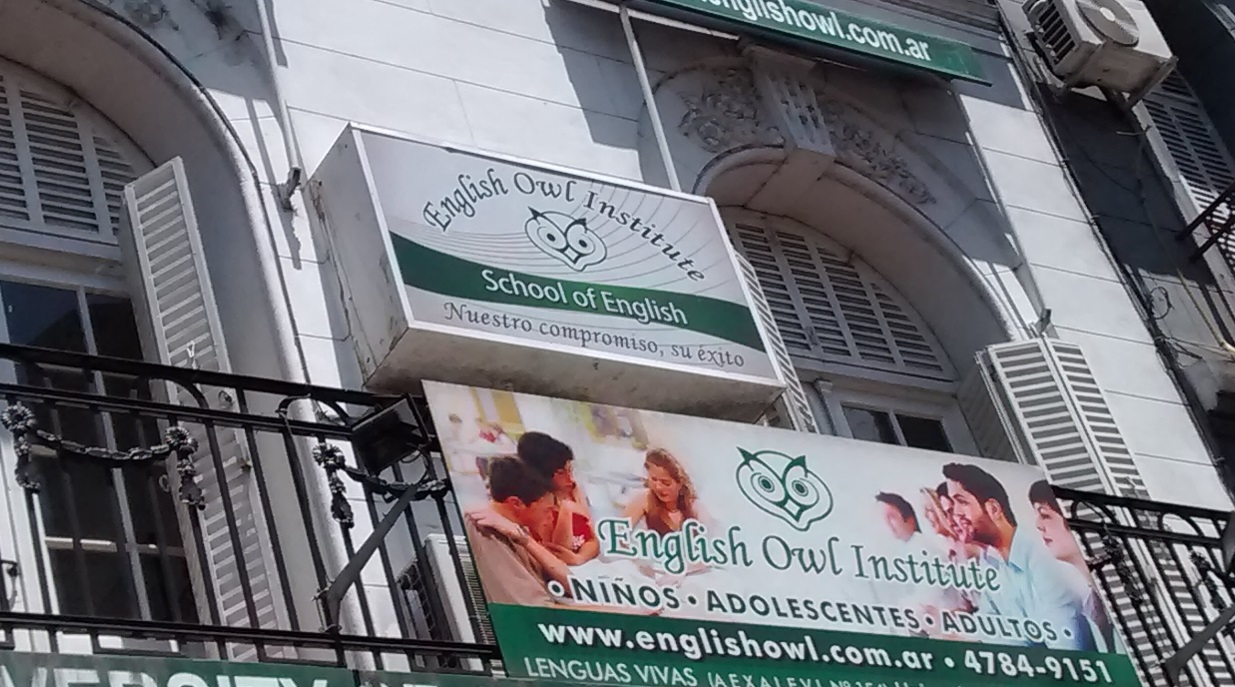 englishowl.com.ar
English Owl Institute
School of English
Nuestro compromiso, su éxito
English Owl Institute
• NIÑOS • ADOLESCENTES • ADULTOS •
www.englishowl.com.ar • 4784-9151
LENGUAS VIVAS